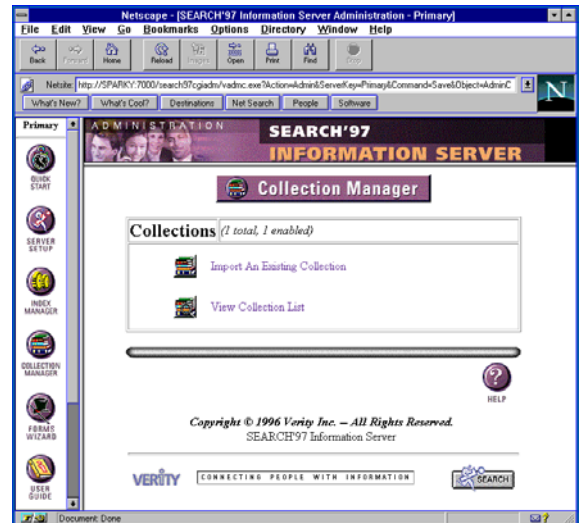 Netscape - [SEARCH'97 Information Server Administration - Primary]
File Edit View Go Bookmarks Options Directory Window Help
Back Forward Home Reload Images Open Print Find Stop
Netsite: http://SPARKY:7000/search97cgi/adm/vadmc.exe?Action=Admin&ServerKey=Primary&Command=Save&Object=AdminC
What's New? What's Cool? Destinations Net Search People Software
N
Primary
QUICK START
SERVER SETUP
INDEX MANAGER
COLLECTION MANAGER
FORMS WIZARD
USER GUIDE
ADMINISTRATION
SEARCH'97
INFORMATION SERVER
Collection Manager
Collections (1 total, 1 enabled)
Import An Existing Collection
View Collection List
?
HELP
Copyright © 1996 Verity Inc. – All Rights Reserved.
SEARCH'97 Information Server
VERITY CONNECTING PEOPLE WITH INFORMATION SEARCH
Document: Done